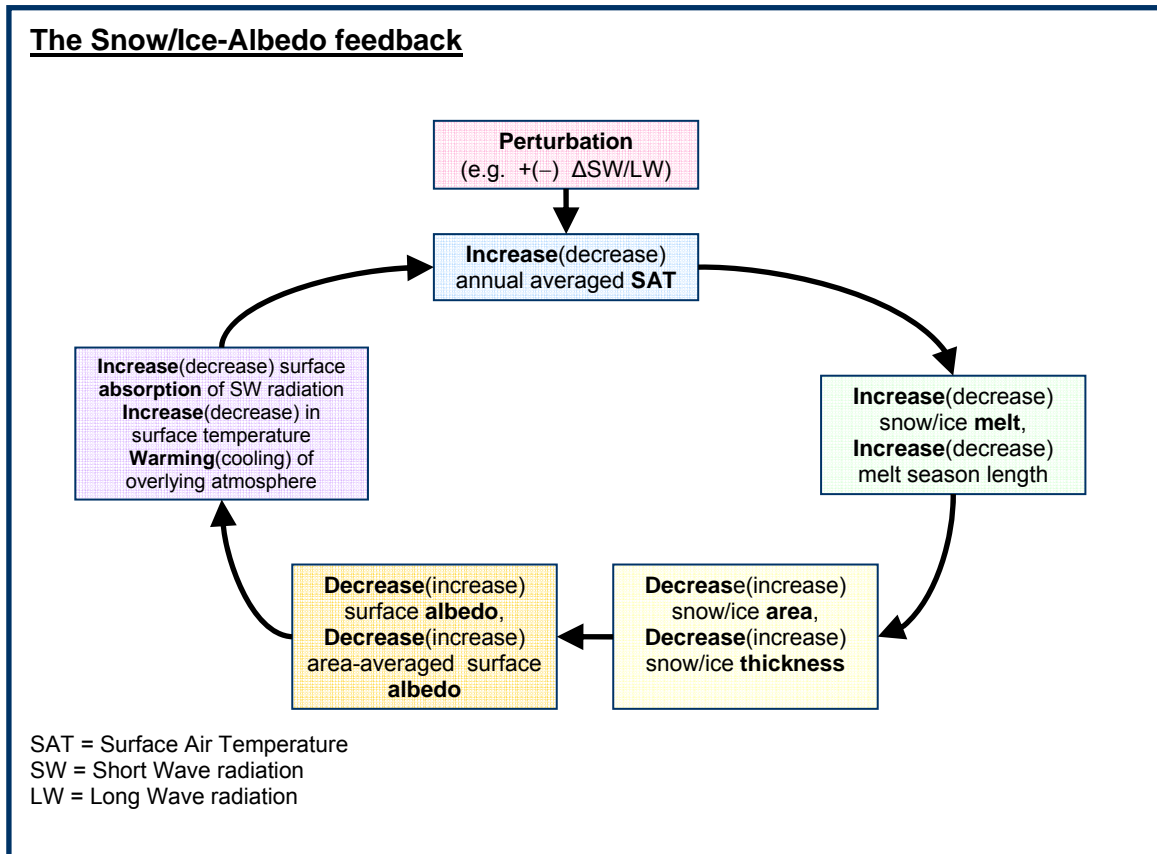 The Snow/Ice-Albedo feedback
Perturbation
(e.g. +(−) ΔSW/LW)
Increase(decrease)
annual averaged SAT
Increase(decrease) surface
absorption of SW radiation
Increase(decrease) in
surface temperature
Warming(cooling) of
overlying atmosphere
Increase(decrease)
snow/ice melt,
Increase(decrease)
melt season length
Decrease(increase)
surface albedo,
Decrease(increase)
area-averaged surface
albedo
Decrease(increase)
snow/ice area,
Decrease(increase)
snow/ice thickness
SAT = Surface Air Temperature
SW = Short Wave radiation
LW = Long Wave radiation